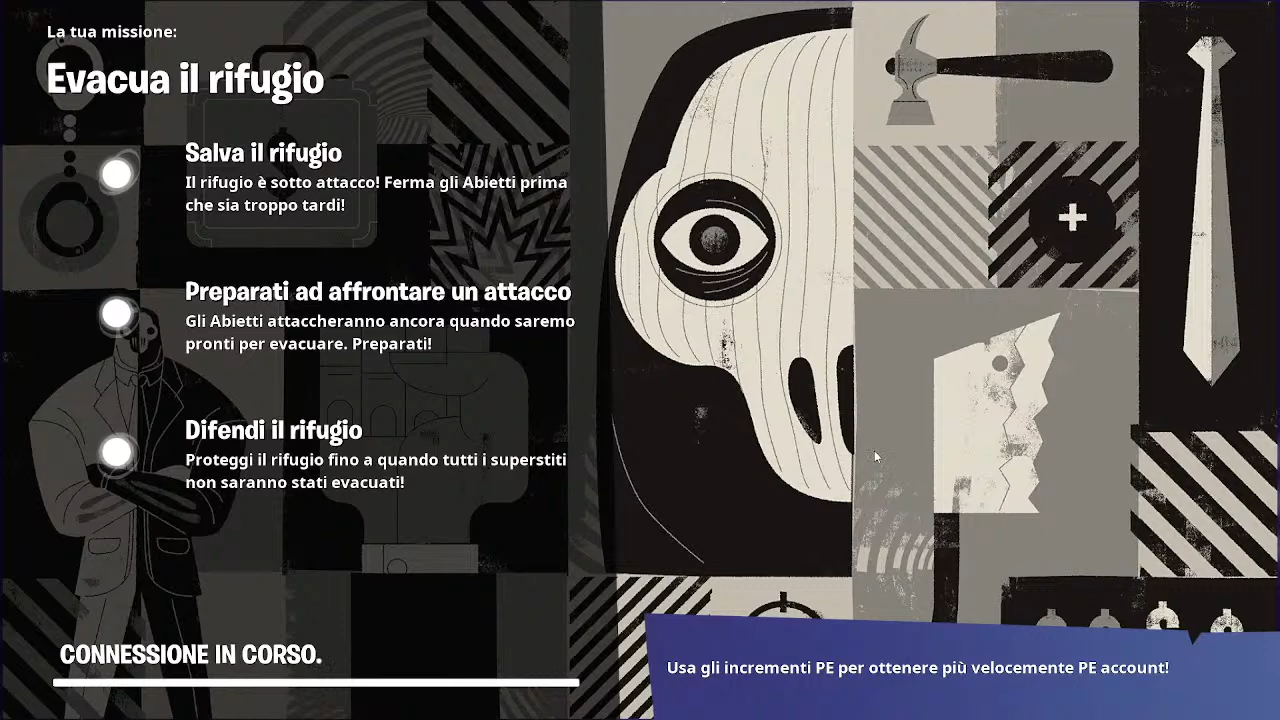 La tua missione:
Evacua il rifugio
Salva il rifugio
Il rifugio è sotto attacco! Ferma gli Abietti prima
che sia troppo tardi!
Preparati ad affrontare un attacco
Gli Abietti attaccheranno ancora quando saremo
pronti per evacuare. Preparati!
Difendi il rifugio
Proteggi il rifugio fino a quando tutti i superstiti
non saranno stati evacuati!
CONNESSIONE IN CORSO.
Usa gli incrementi PE per ottenere più velocemente PE account!